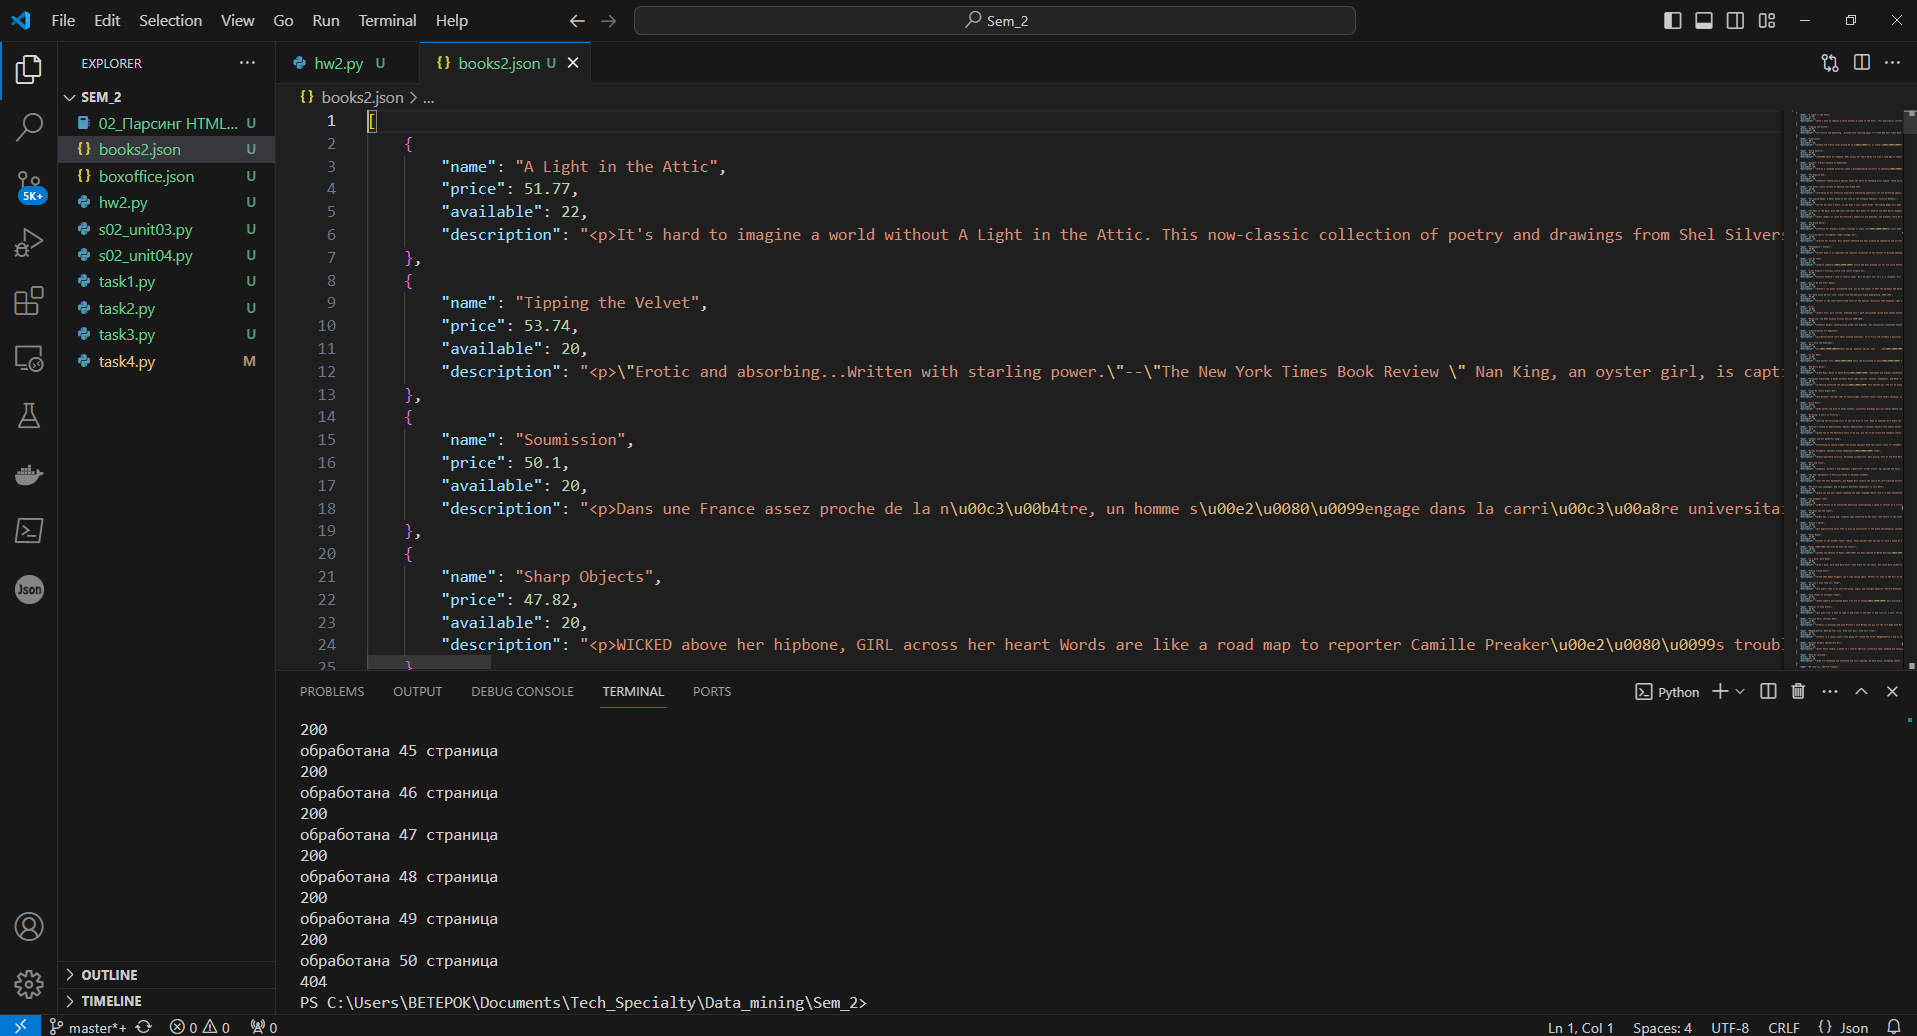 File Edit Selection View Go Run Terminal Help
Sem_2
EXPLORER
SEM_2
02_Парсинг HTML... U
books2.json U
boxoffice.json U
hw2.py U
s02_unit03.py U
s02_unit04.py U
task1.py U
task2.py U
task3.py U
task4.py M
5K+
Json
OUTLINE
TIMELINE
hw2.py U
{} books2.json U
{} books2.json > ...
1 [
2 {
3 "name": "A Light in the Attic",
4 "price": 51.77,
5 "available": 22,
6 "description": "<p>It's hard to imagine a world without A Light in the Attic. This now-classic collection of poetry and drawings from Shel Silvers
7 },
8 {
9 "name": "Tipping the Velvet",
10 "price": 53.74,
11 "available": 20,
12 "description": "<p>\"Erotic and absorbing...Written with starling power.\"--\"The New York Times Book Review \" Nan King, an oyster girl, is capti
13 },
14 {
15 "name": "Soumission",
16 "price": 50.1,
17 "available": 20,
18 "description": "<p>Dans une France assez proche de la n\u00c3\u00b4tre, un homme s\u00e2\u0080\u0099engage dans la carri\u00c3\u00a8re universitai
19 },
20 {
21 "name": "Sharp Objects",
22 "price": 47.82,
23 "available": 20,
24 "description": "<p>WICKED above her hipbone, GIRL across her heart Words are like a road map to reporter Camille Preaker\u00e2\u0080\u0099s troubl
25 }
PROBLEMS OUTPUT DEBUG CONSOLE TERMINAL PORTS
Python
200
обработана 45 страница
200
обработана 46 страница
200
обработана 47 страница
200
обработана 48 страница
200
обработана 49 страница
200
обработана 50 страница
404
PS C:\Users\ВЕТЕРОК\Documents\Tech_Specialty\Data_mining\Sem_2>
master*+ 0 0 0
Ln 1, Col 1 Spaces: 4 UTF-8 CRLF {} Json